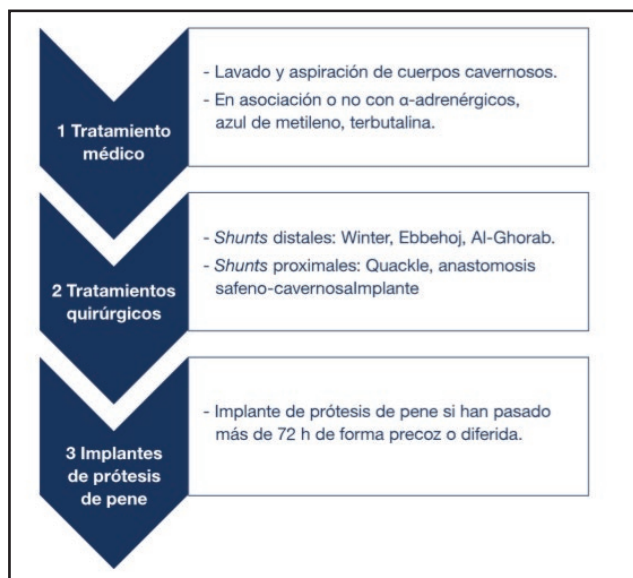 1 Tratamiento
médico
- Lavado y aspiración de cuerpos cavernosos.
- En asociación o no con α-adrenérgicos,
azul de metileno, terbutalina.
2 Tratamientos
quirúrgicos
- Shunts distales: Winter, Ebbehoj, Al-Ghorab.
- Shunts proximales: Quackle, anastomosis
safeno-cavernosaImplante
3 Implantes
de prótesis
de pene
- Implante de prótesis de pene si han pasado
más de 72 h de forma precoz o diferida.